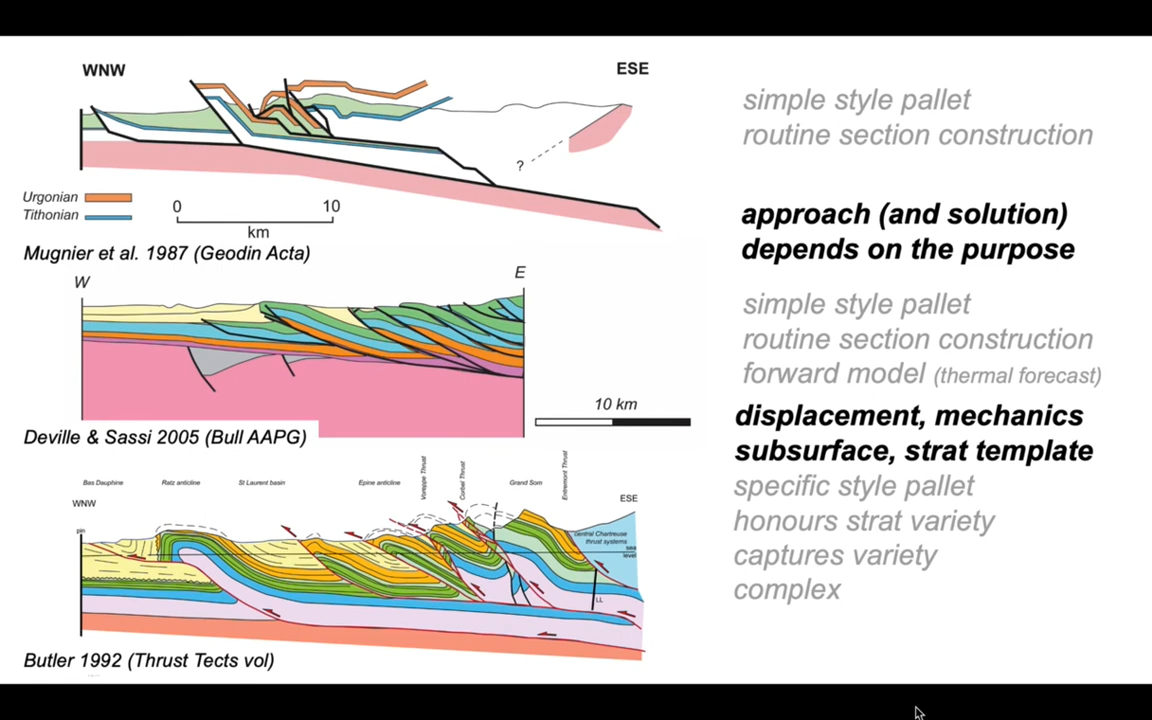 WNW
ESE
?
Urgonian
Tithonian
0
10
km
Mugnier et al. 1987 (Geodin Acta)
simple style pallet
routine section construction
approach (and solution)
depends on the purpose
W
E
10 km
Deville & Sassi 2005 (Bull AAPG)
simple style pallet
routine section construction
forward model (thermal forecast)
displacement, mechanics
subsurface, strat template
Bas Dauphine
Ratz anticline
St Laurent basin
Epine anticline
Voreppe Thrust
Corbel Thrust
Grand Som
Entremont Thrust
WNW
ESE
pin
central Chartreuse
thrust systems
sea
level
LL
Butler 1992 (Thrust Tects vol)
specific style pallet
honours strat variety
captures variety
complex